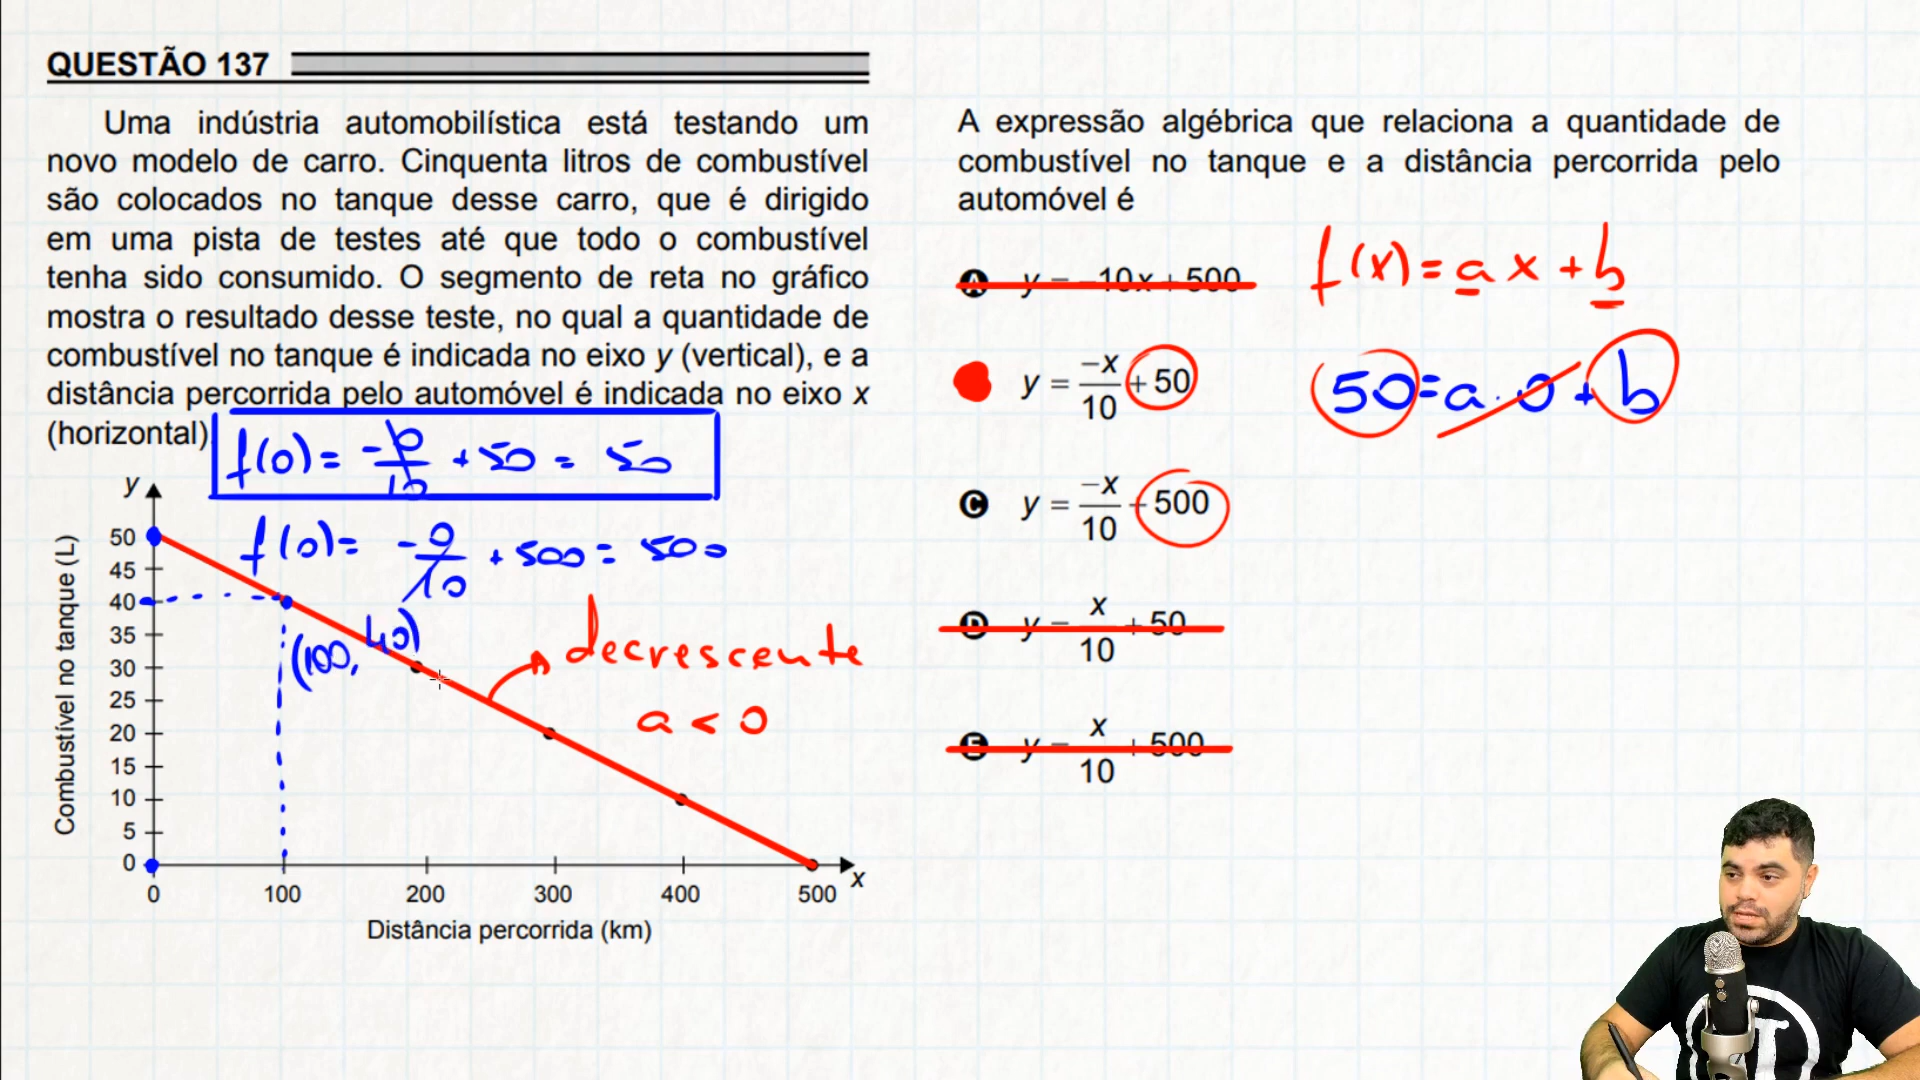 QUESTÃO 137
Uma indústria automobilística está testando um
novo modelo de carro. Cinquenta litros de combustível
são colocados no tanque desse carro, que é dirigido
em uma pista de testes até que todo o combustível
tenha sido consumido. O segmento de reta no gráfico
mostra o resultado desse teste, no qual a quantidade de
combustível no tanque é indicada no eixo y (vertical), e a
distância percorrida pelo automóvel é indicada no eixo x
(horizontal)
f(0) = -0/10 + 50 = 50
f(0) = -0/10 + 500 = 500
y
Combustível no tanque (L)
50
45
40
35
30
25
20
15
10
5
0
(100, 40)
decrescente
a < 0
0 100 200 300 400 500 x
Distância percorrida (km)
A expressão algébrica que relaciona a quantidade de
combustível no tanque e a distância percorrida pelo
automóvel é
A y = -10x + 500
y = -x/10 + 50
C y = -x/10 + 500
D y = x/10 + 50
E y = x/10 + 500
f(x) = ax + b
50 = a . 0 + b